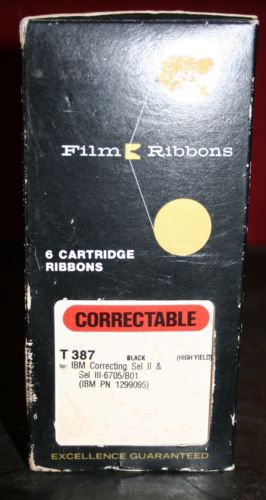 Film Ribbons
6 CARTRIDGE
RIBBONS
CORRECTABLE
T 387 BLACK (HIGH YIELD)
for: IBM Correcting Sel II &
Sel III-6705/B01
(IBM PN 1299095)
EXCELLENCE GUARANTEED